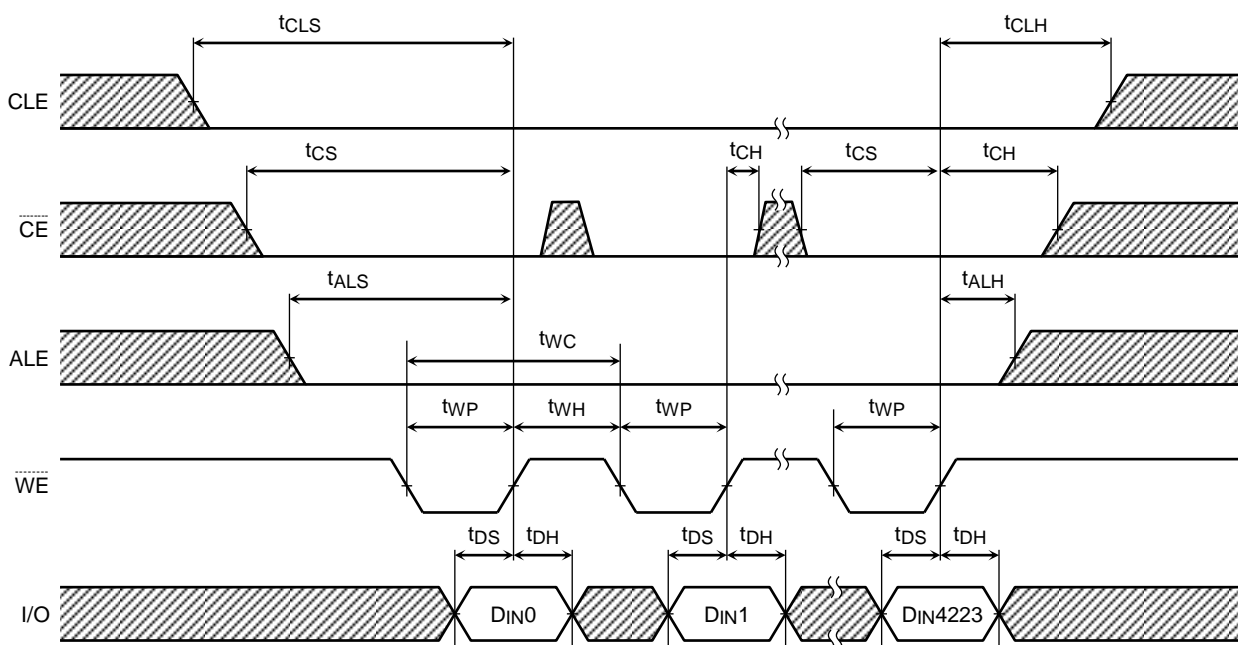 tCLS tCLH
CLE
tCS tCH tCS tCH
CE
tALS tALH
ALE
tWC
tWP tWH tWP tWP
WE
tDS tDH tDS tDH tDS tDH
I/O DIN0 DIN1 DIN4223